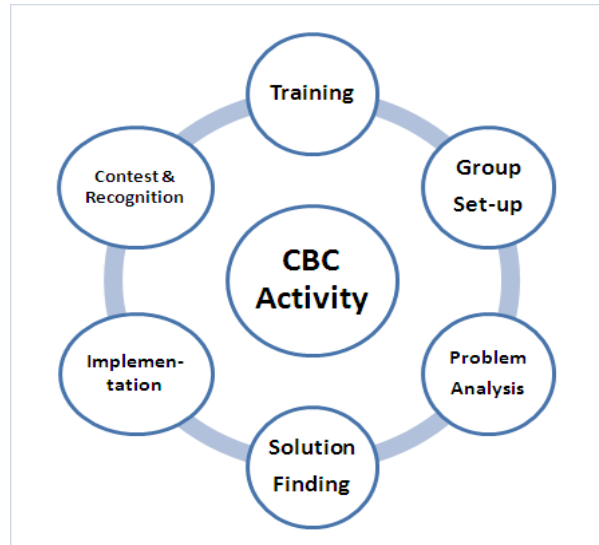 Training
Group
Set-up
Problem
Analysis
Solution
Finding
Implemen-
tation
Contest &
Recognition
CBC
Activity